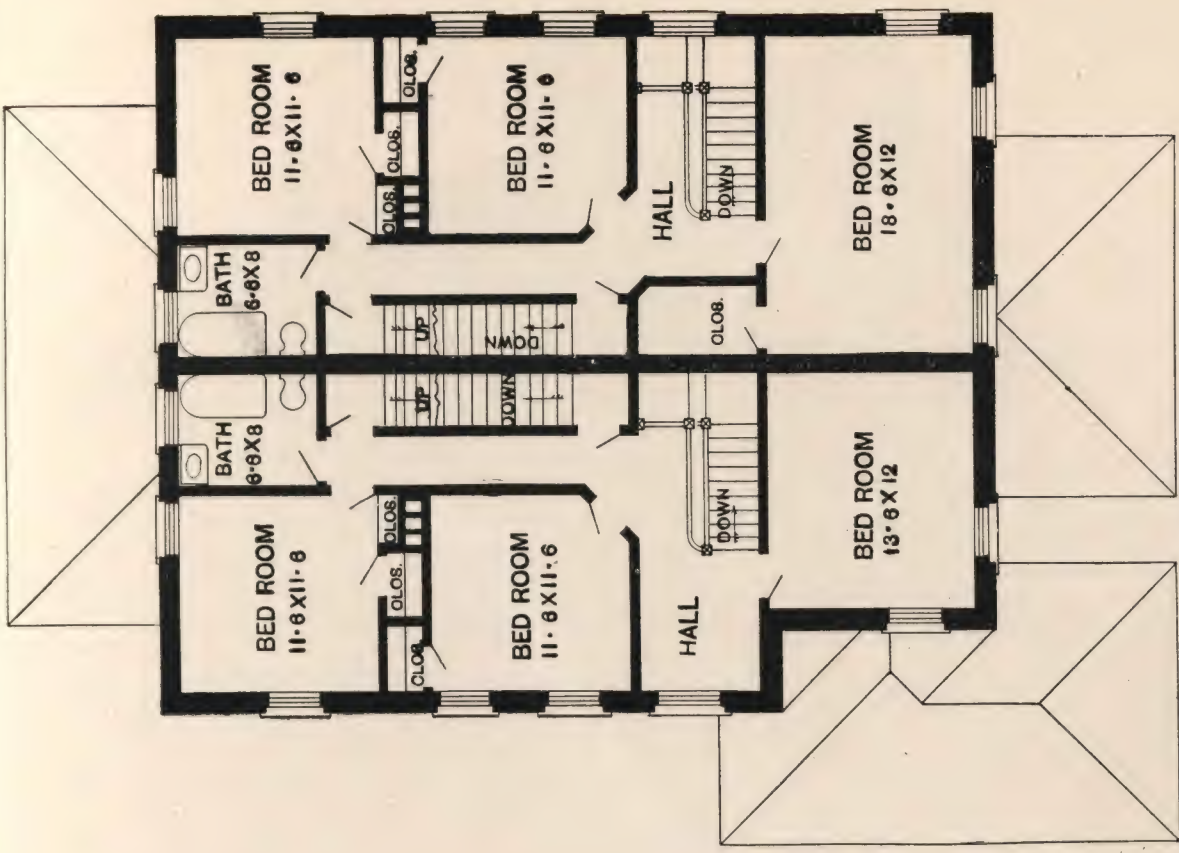 BED ROOM
11-6X11-6
CLOS.
BED ROOM
11-6X11-6
CLOS.
CLOS.
BATH
6-6X8
UP
DOWN
HALL
DOWN
CLOS.
BED ROOM
18-6X12
BATH
6-6X8
UP
DOWN
BED ROOM
11-6X11-6
CLOS.
CLOS.
CLOS.
BED ROOM
11-6X11-6
DOWN
HALL
BED ROOM
13-6X12